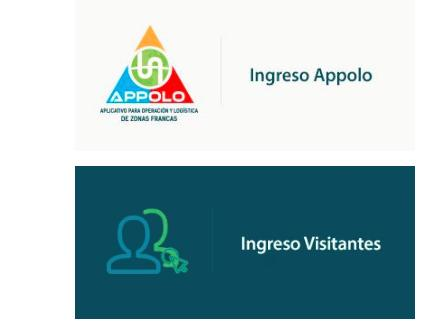 APPOLO
APLICATIVO PARA OPERACIÓN Y LOGÍSTICA
DE ZONAS FRANCAS
Ingreso Appolo
Ingreso Visitantes